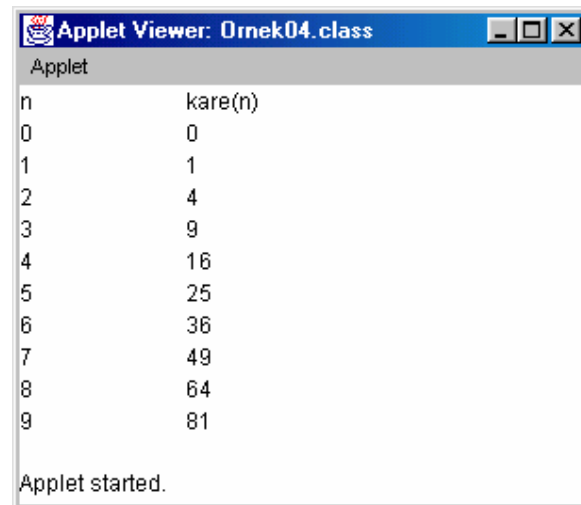 Applet Viewer: Ornek04.class
Applet
n kare(n)
0 0
1 1
2 4
3 9
4 16
5 25
6 36
7 49
8 64
9 81
Applet started.